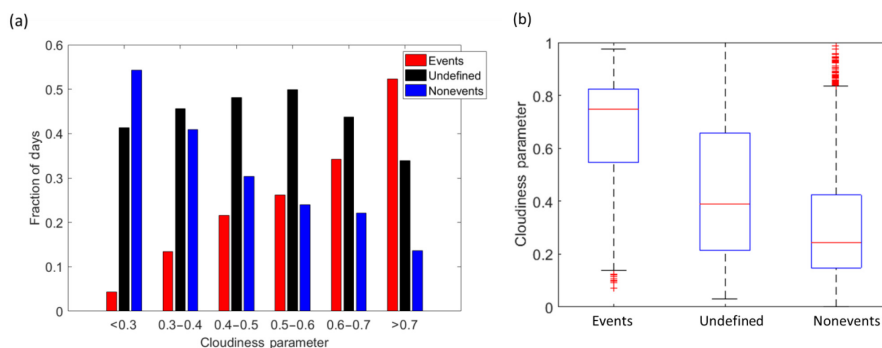 (a)
Fraction of days
0.6
0.5
0.4
0.3
0.2
0.1
0
Events
Undefined
Nonevents
<0.3 0.3−0.4 0.4−0.5 0.5−0.6 0.6−0.7 >0.7
Cloudiness parameter
(b)
Cloudiness parameter
1
0.8
0.6
0.4
0.2
0
Events Undefined Nonevents